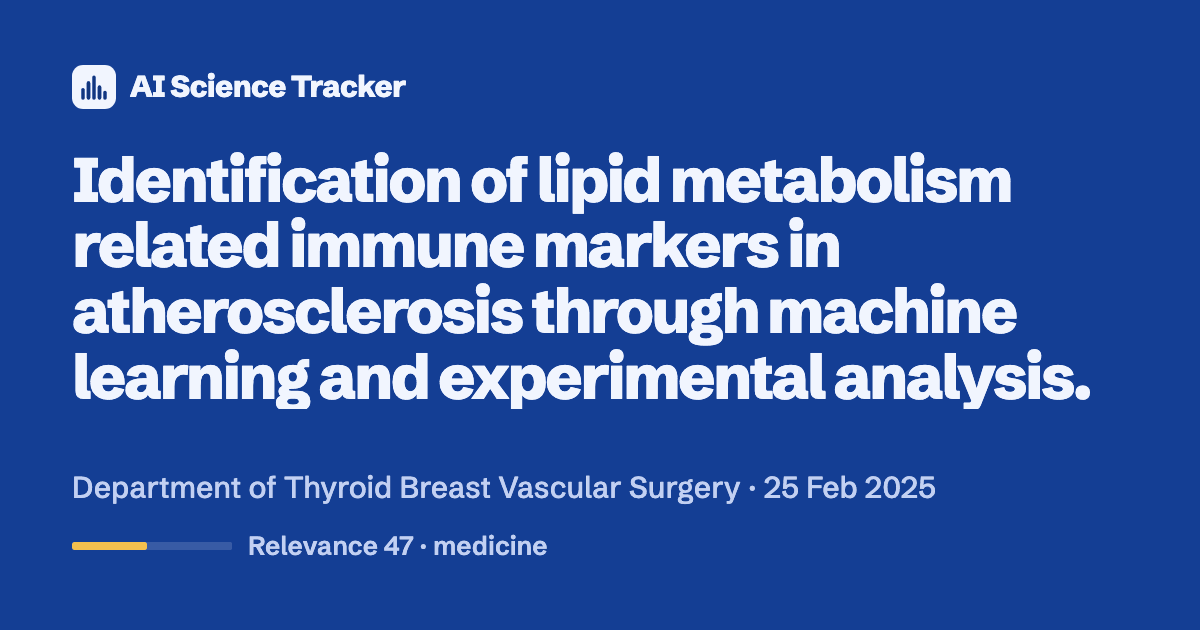 AI Science Tracker
Identification of lipid metabolism
related immune markers in
atherosclerosis through machine
learning and experimental analysis.
Department of Thyroid Breast Vascular Surgery · 25 Feb 2025
Relevance 47 · medicine